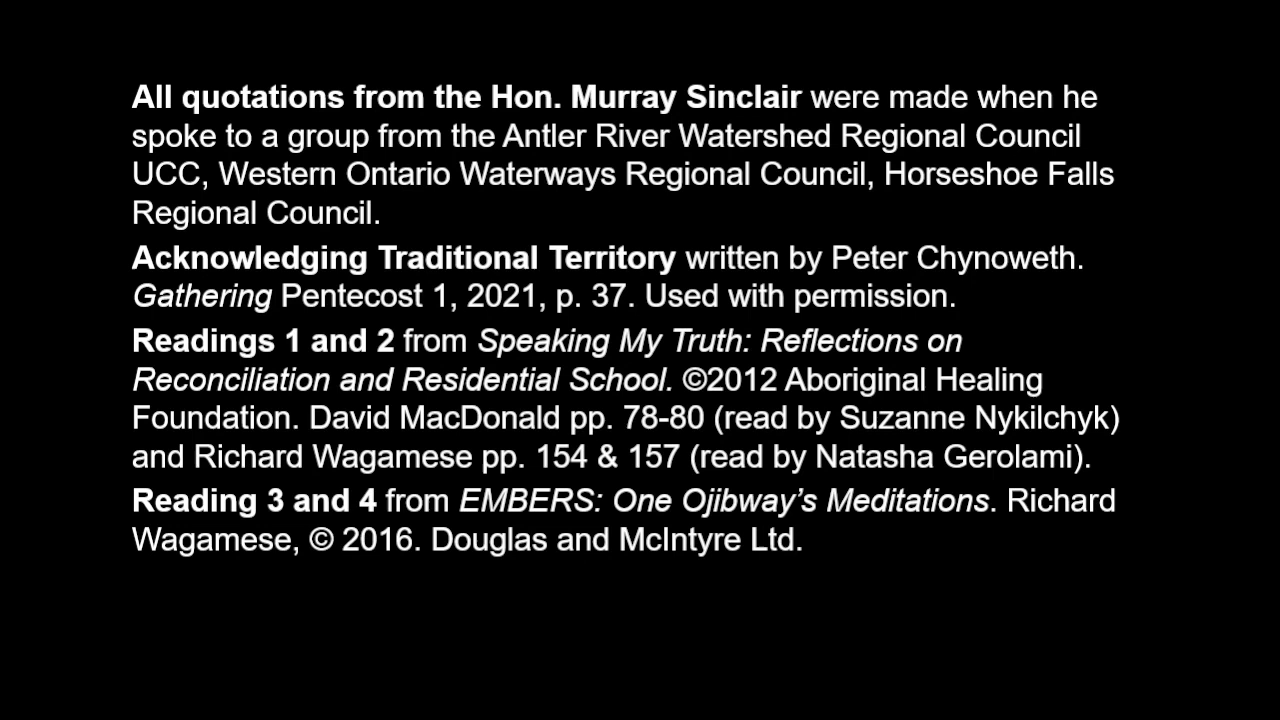 All quotations from the Hon. Murray Sinclair were made when he
spoke to a group from the Antler River Watershed Regional Council
UCC, Western Ontario Waterways Regional Council, Horseshoe Falls
Regional Council.
Acknowledging Traditional Territory written by Peter Chynoweth.
Gathering Pentecost 1, 2021, p. 37. Used with permission.
Readings 1 and 2 from Speaking My Truth: Reflections on
Reconciliation and Residential School. ©2012 Aboriginal Healing
Foundation. David MacDonald pp. 78-80 (read by Suzanne Nykilchyk)
and Richard Wagamese pp. 154 & 157 (read by Natasha Gerolami).
Reading 3 and 4 from EMBERS: One Ojibway’s Meditations. Richard
Wagamese, © 2016. Douglas and McIntyre Ltd.